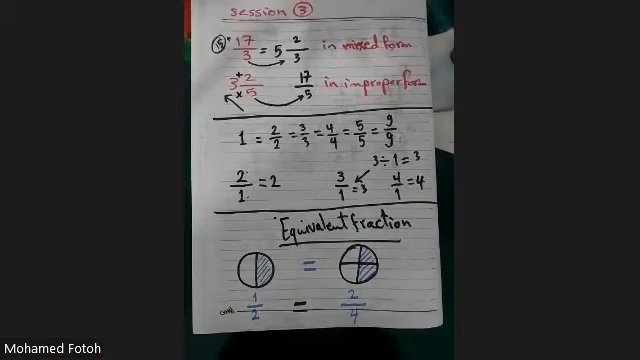 session ③
⑮ 17/3 = 5 2/3 in mixed form
3 + 2/5 × 17/5 in improper form
1 = 2/2 = 3/3 = 4/4 = 5/5 = 9/9
3 ÷ 1 = 3
2/1 = 2 3/1 = 3 4/1 = 4
Equivalent fraction
=
1/2 = 2/4
Mohamed Fotoh